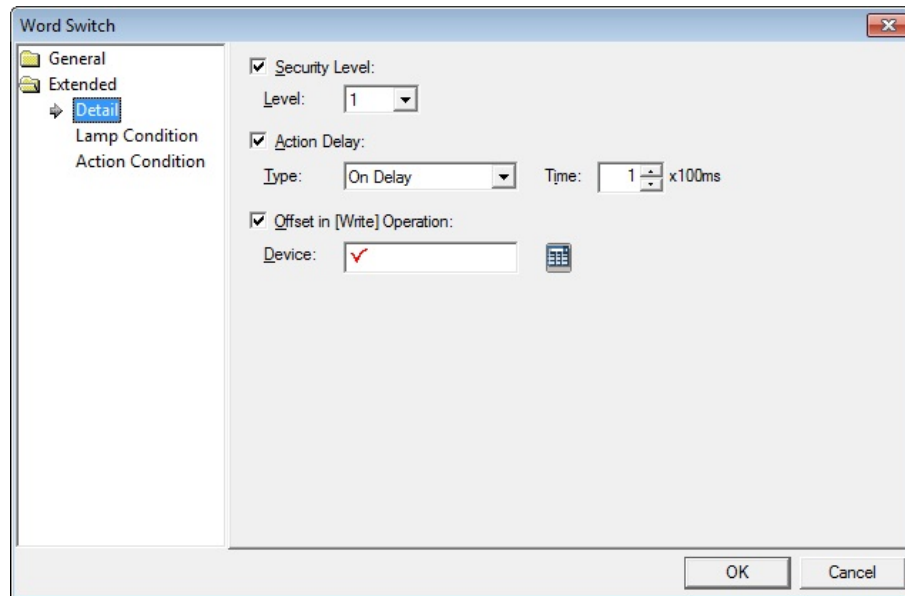 Word Switch
General
Extended
Detail
Lamp Condition
Action Condition
Security Level:
Level: 1
Action Delay:
Type: On Delay Time: 1 x100ms
Offset in [Write] Operation:
Device:
OK Cancel